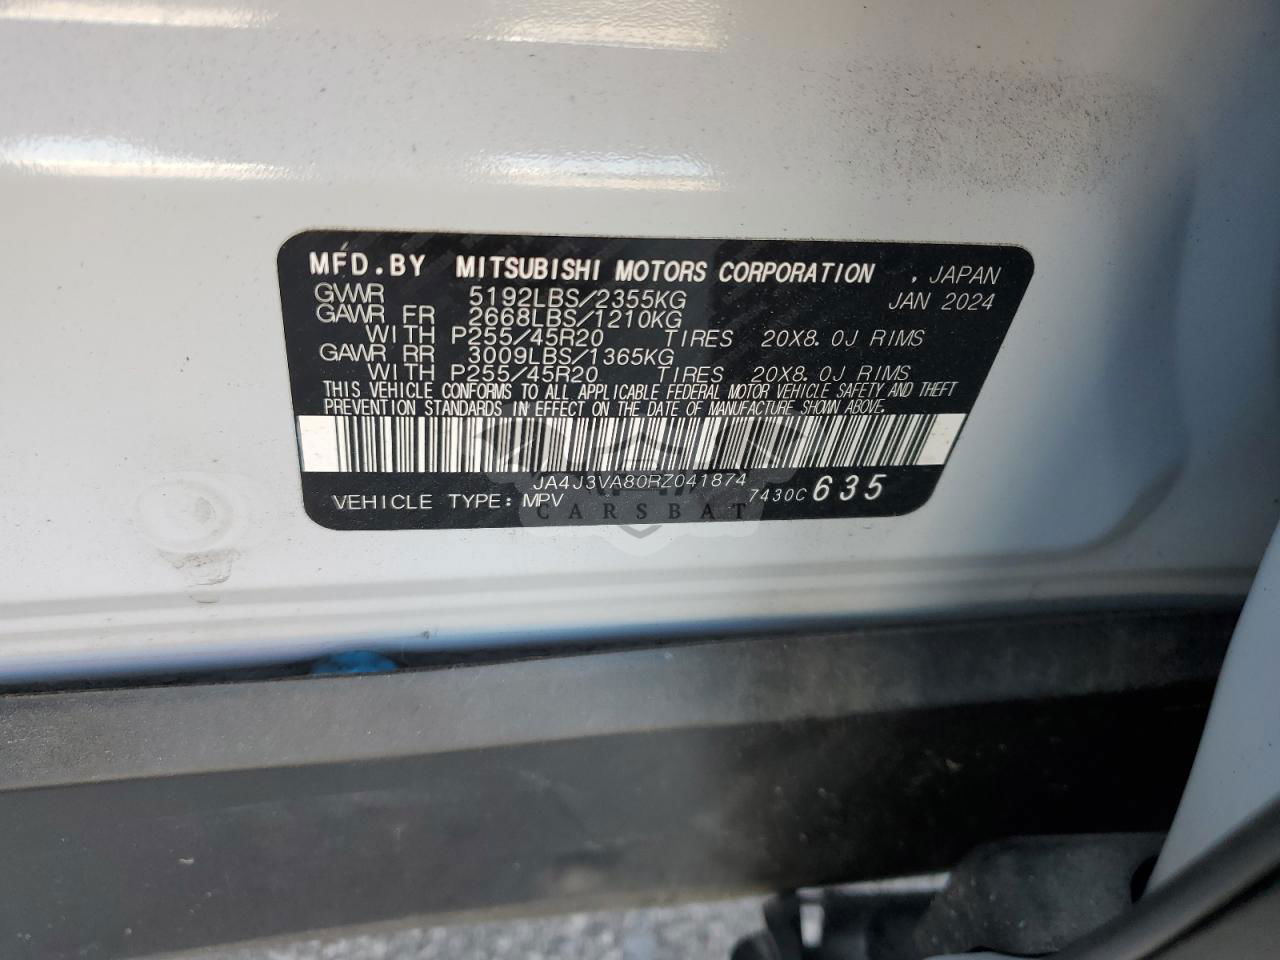 MFD.BY MITSUBISHI MOTORS CORPORATION , JAPAN
GVWR 5192LBS/2355KG JAN 2024
GAWR FR 2668LBS/1210KG
WITH P255/45R20 TIRES 20X8.0J RIMS
GAWR RR 3009LBS/1365KG
WITH P255/45R20 TIRES 20X8.0J RIMS
THIS VEHICLE CONFORMS TO ALL APPLICABLE FEDERAL MOTOR VEHICLE SAFETY AND THEFT
PREVENTION STANDARDS IN EFFECT ON THE DATE OF MANUFACTURE SHOWN ABOVE.
JA4J3VA80RZ041874
VEHICLE TYPE: MPV 7430C 635
CARSBAT